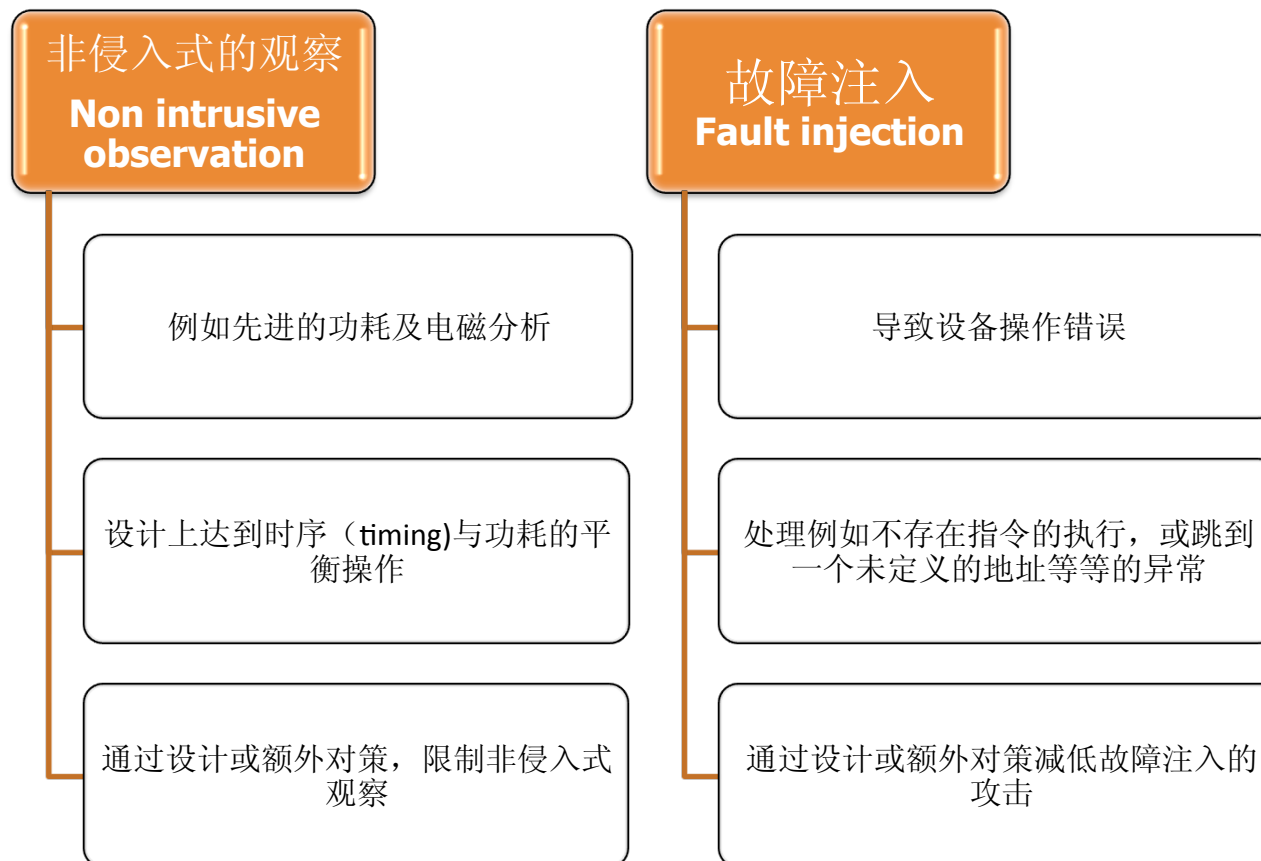 非侵入式的观察
Non intrusive
observation
例如先进的功耗及电磁分析
设计上达到时序（timing)与功耗的平
衡操作
通过设计或额外对策，限制非侵入式
观察
故障注入
Fault injection
导致设备操作错误
处理例如不存在指令的执行，或跳到
一个未定义的地址等等的异常
通过设计或额外对策减低故障注入的
攻击